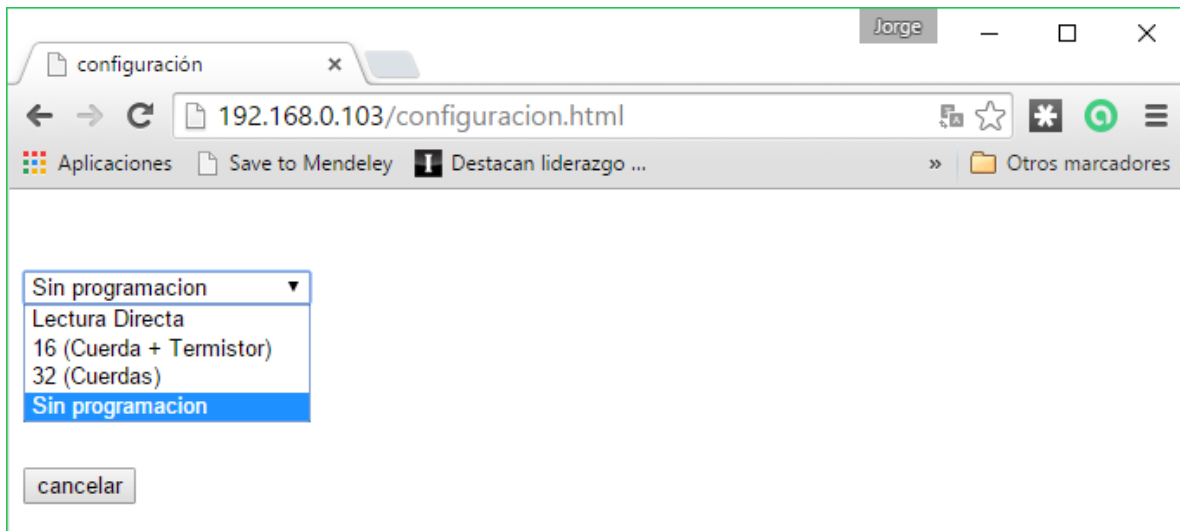 Jorge
configuración
192.168.0.103/configuracion.html
Aplicaciones Save to Mendeley Destacan liderazgo ... » Otros marcadores
Sin programacion
Lectura Directa
16 (Cuerda + Termistor)
32 (Cuerdas)
Sin programacion
cancelar